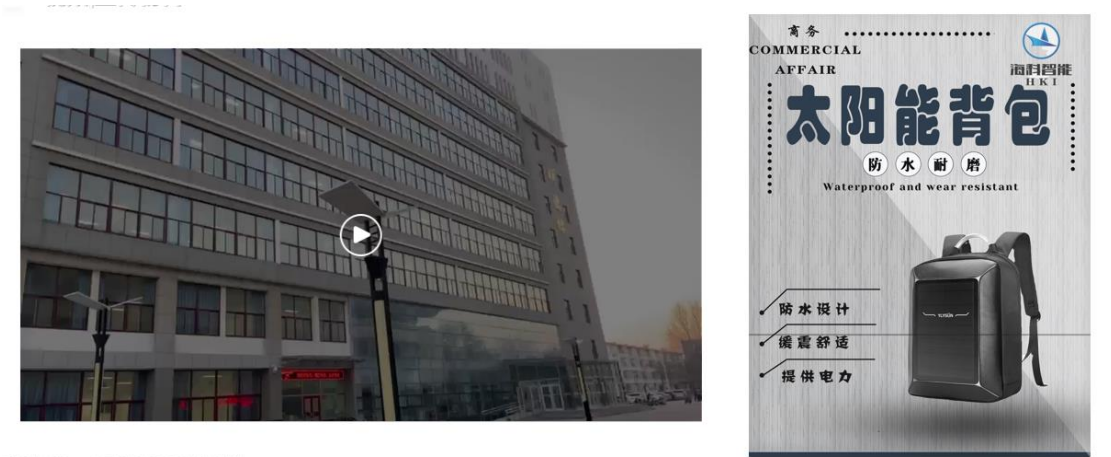 商务
COMMERCIAL
AFFAIR
海科智能
HKI
太阳能背包
防水耐磨
Waterproof and wear resistant
防水设计
缓震舒适
提供电力